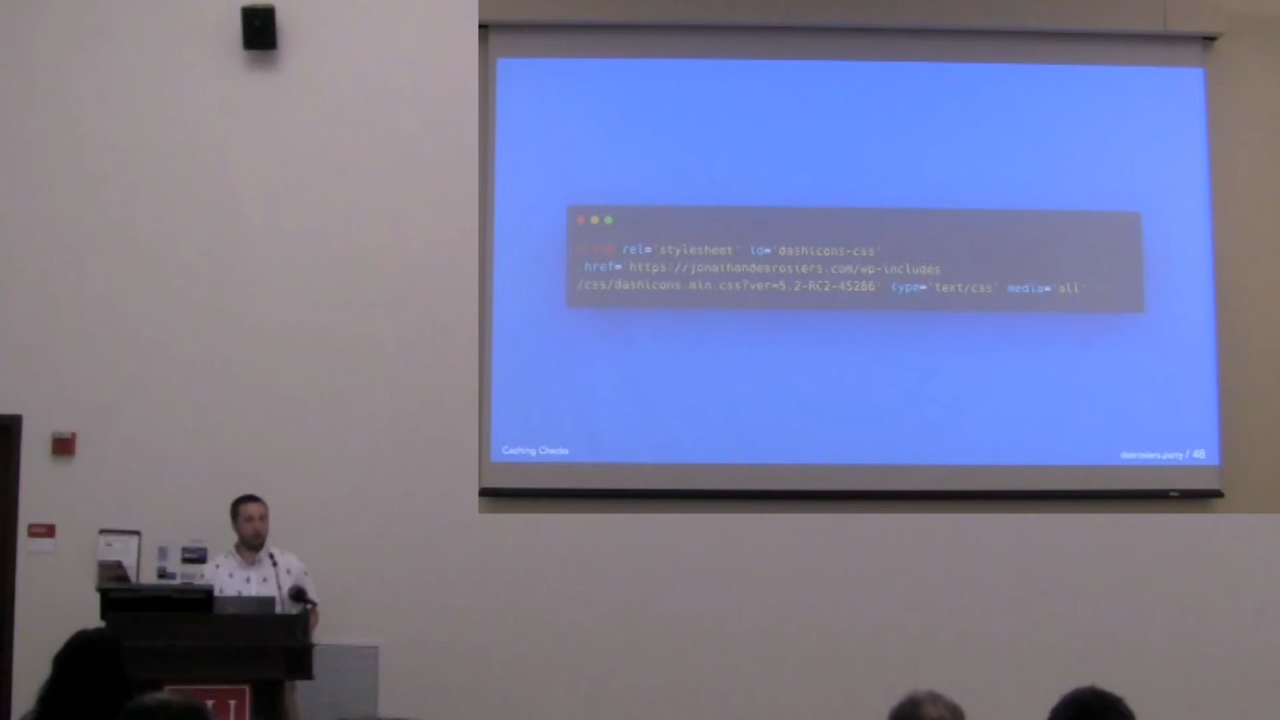 <link rel='stylesheet' id='dashicons-css'
href='https://jonathandesrosiers.com/wp-includes
/css/dashicons.min.css?ver=5.2-RC2-45286' type='text/css' media='all' />
Caching Checks
desrosiers.party / 48